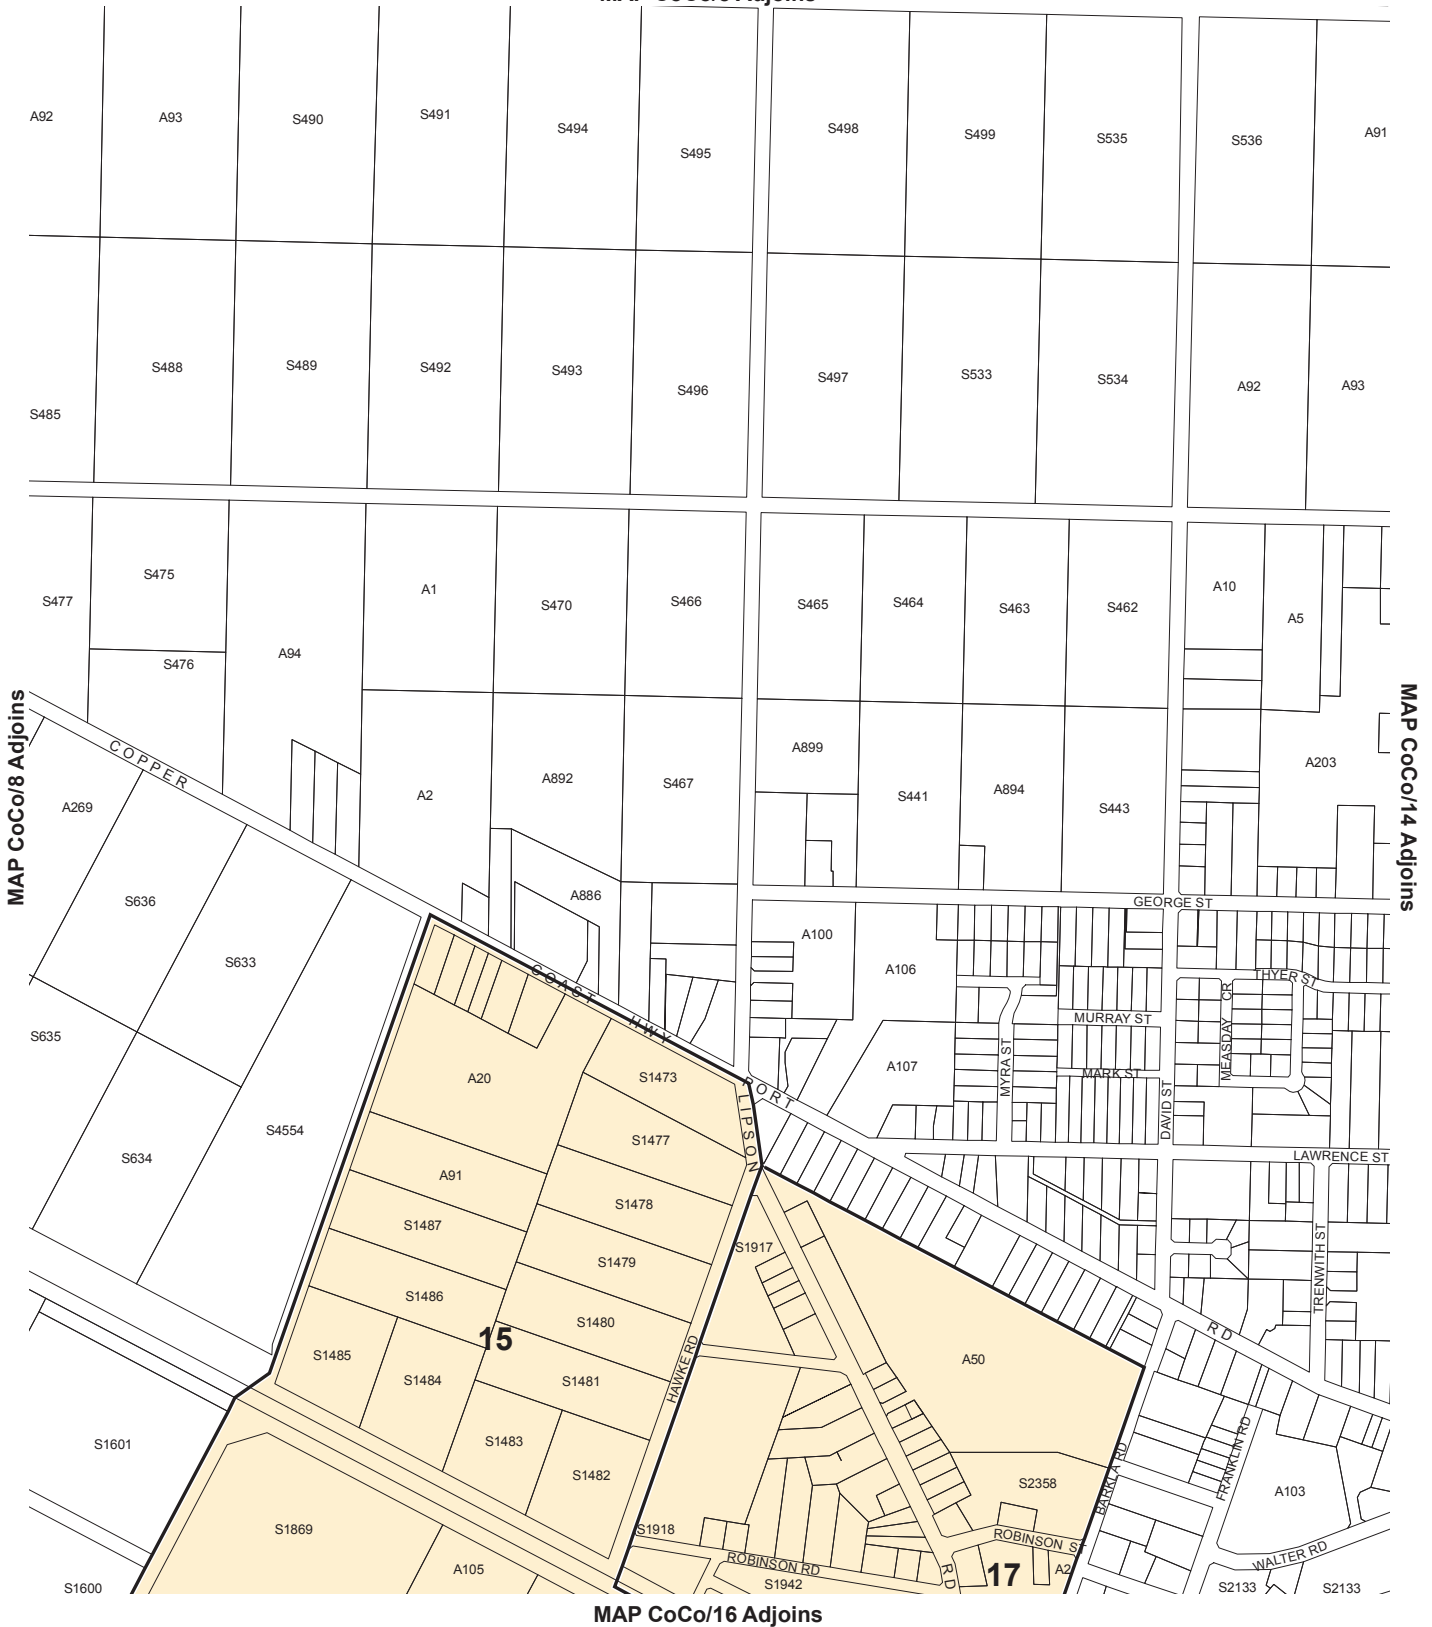 A92
A93
S490
S491
S494
S495
S498
S499
S535
S536
A91
S485
S488
S489
S492
S493
S496
S497
S533
S534
A92
A93
S477
S475
S476
A94
A1
S470
S466
S465
S464
S463
S462
A10
A5
MAP CoCo/8 Adjoins
MAP CoCo/14 Adjoins
COPPER
A269
A2
A892
S467
A899
S441
A894
S443
A203
S636
A886
GEORGE ST
A100
A106
S633
COAST
HWY
THYER ST
S635
MURRAY ST
MEASDAY CR
A20
S1473
PORT
A107
MYRA ST
MARK ST
DAVID ST
S4554
S634
LIPSON
S1477
LAWRENCE ST
A91
S1487
S1478
S1917
S1479
TRENWITH ST
S1486
S1480
RD
15
S1485
S1484
S1481
HAWKE RD
A50
S1601
S1483
S1482
S2358
BARKLA RD
FRANKLIN RD
A103
S1869
S1918
ROBINSON ST
WALTER RD
A105
ROBINSON RD
S1942
RD
17
A2
S1600
S2133
S2133
MAP CoCo/16 Adjoins